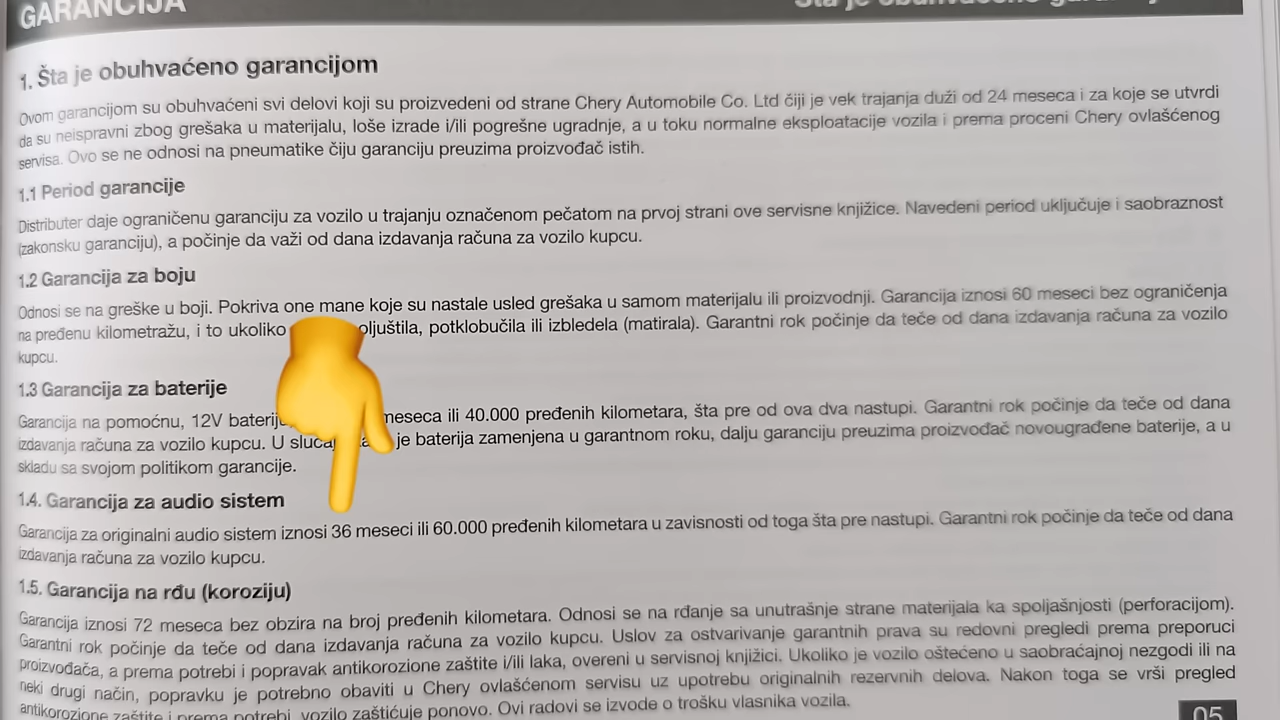 GARANCIJA
Šta je obuhvaćeno
1. Šta je obuhvaćeno garancijom
Ovom garancijom su obuhvaćeni svi delovi koji su proizvedeni od strane Chery Automobile Co. Ltd čiji je vek trajanja duži od 24 meseca i za koje se utvrdi
da su neispravni zbog grešaka u materijalu, loše izrade i/ili pogrešne ugradnje, a u toku normalne eksploatacije vozila i prema proceni Chery ovlašćenog
servisa. Ovo se ne odnosi na pneumatike čiju garanciju preuzima proizvođač istih.
1.1 Period garancije
Distributer daje ograničenu garanciju za vozilo u trajanju označenom pečatom na prvoj strani ove servisne knjižice. Navedeni period uključuje i saobraznost
(zakonsku garanciju), a počinje da važi od dana izdavanja računa za vozilo kupcu.
1.2 Garancija za boju
Odnosi se na greške u boji. Pokriva one mane koje su nastale usled grešaka u samom materijalu ili proizvodnji. Garancija iznosi 60 meseci bez ograničenja
na pređenu kilometražu, i to ukoliko oljuštila, potklobučila ili izbledela (matirala). Garantni rok počinje da teče od dana izdavanja računa za vozilo
kupcu.
1.3 Garancija za baterije
Garancija na pomoćnu, 12V meseca ili 40.000 pređenih kilometara, šta pre od ova dva nastupi. Garantni rok počinje da teče od dana
izdavanja računa za vozilo kupcu. U je baterija zamenjena u garantnom roku, dalju garanciju preuzima proizvođač novougrađene baterije, a u
skladu sa svojom politikom garancije.
1.4. Garancija za audio sistem
Garancija za originalni audio sistem iznosi 36 meseci ili 60.000 pređenih kilometara u zavisnosti od toga šta pre nastupi. Garantni rok počinje da teče od dana
izdavanja računa za vozilo kupcu.
1.5. Garancija na rđu (koroziju)
Garancija iznosi 72 meseca bez obzira na broj pređenih kilometara. Odnosi se na rđanje sa unutrašnje strane materijala ka spoljašnjosti (perforacijom).
Garantni rok počinje da teče od dana izdavanja računa za vozilo kupcu. Uslov za ostvarivanje garantnih prava su redovni pregledi prema preporuci
proizvođača, a prema potrebi i popravak antikorozione zaštite i/ili laka, overeni u servisnoj knjižici. Ukoliko je vozilo oštećeno u saobraćajnoj nezgodi ili na
neki drugi način, popravku je potrebno obaviti u Chery ovlašćenom servisu uz upotrebu originalnih rezervnih delova. Nakon toga se vrši pregled
antikorozione zaštite i prema potrebi, vozilo zaštićuje ponovo. Ovi radovi se izvode o trošku vlasnika vozila.
05